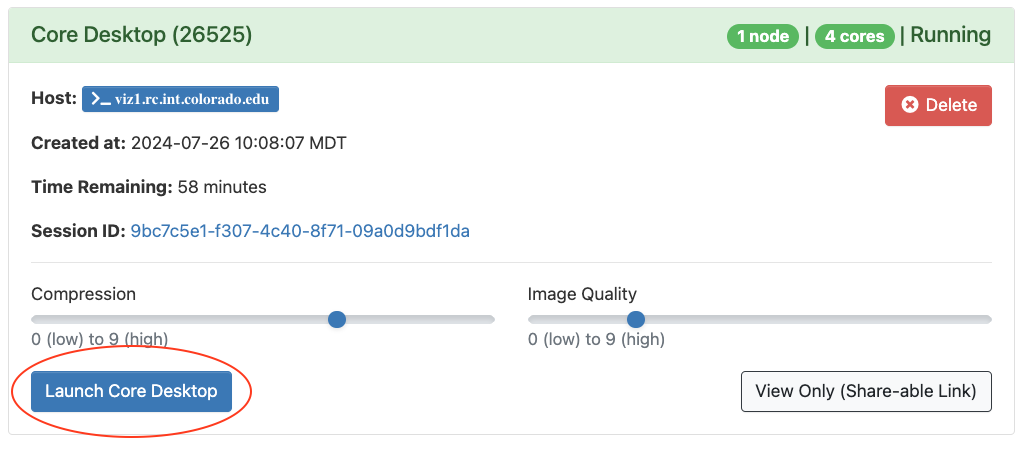 Core Desktop (26525) 1 node | 4 cores | Running
Host: >_ viz1.rc.int.colorado.edu
Delete
Created at: 2024-07-26 10:08:07 MDT
Time Remaining: 58 minutes
Session ID: 9bc7c5e1-f307-4c40-8f71-09a0d9bdf1da
Compression
0 (low) to 9 (high)
Image Quality
0 (low) to 9 (high)
Launch Core Desktop
View Only (Share-able Link)